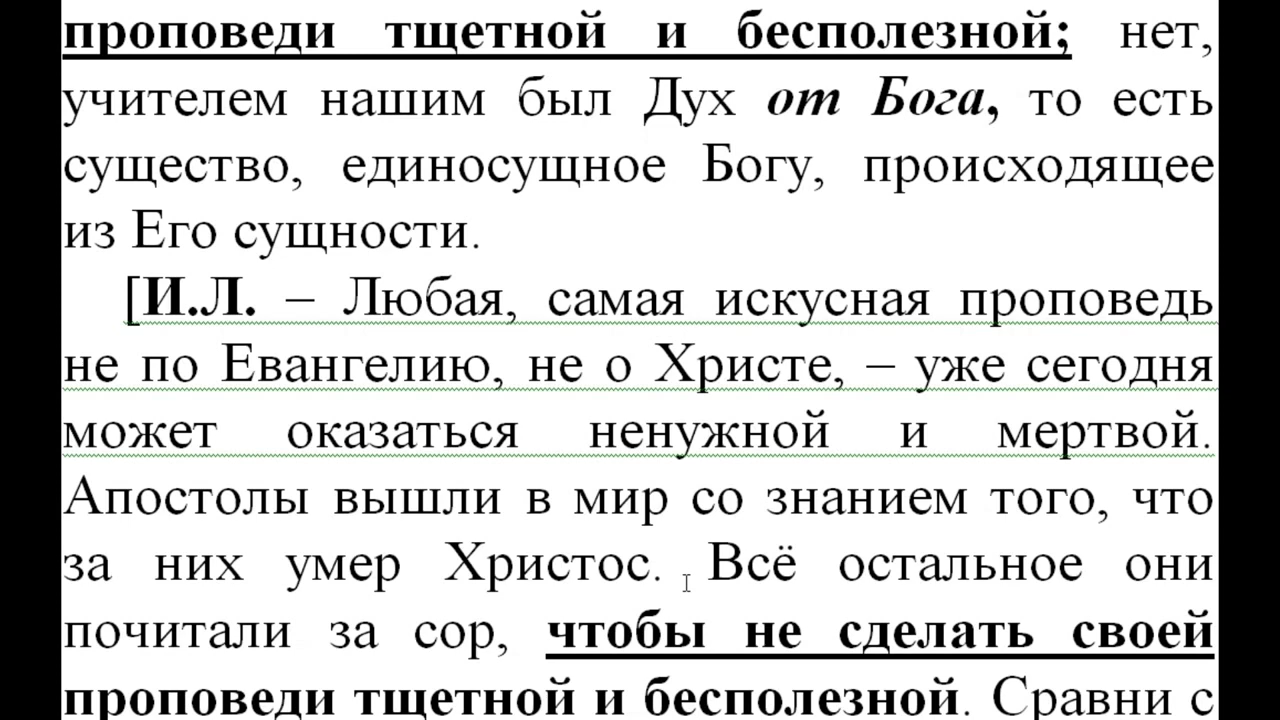 проповеди тщетной и бесполезной; нет,
учителем нашим был Дух от Бога, то есть
существо, единосущное Богу, происходящее
из Его сущности.
[И.Л. – Любая, самая искусная проповедь
не по Евангелию, не о Христе, – уже сегодня
может оказаться ненужной и мертвой.
Апостолы вышли в мир со знанием того, что
за них умер Христос. Всё остальное они
почитали за сор, чтобы не сделать своей
проповеди тщетной и бесполезной. Сравни с